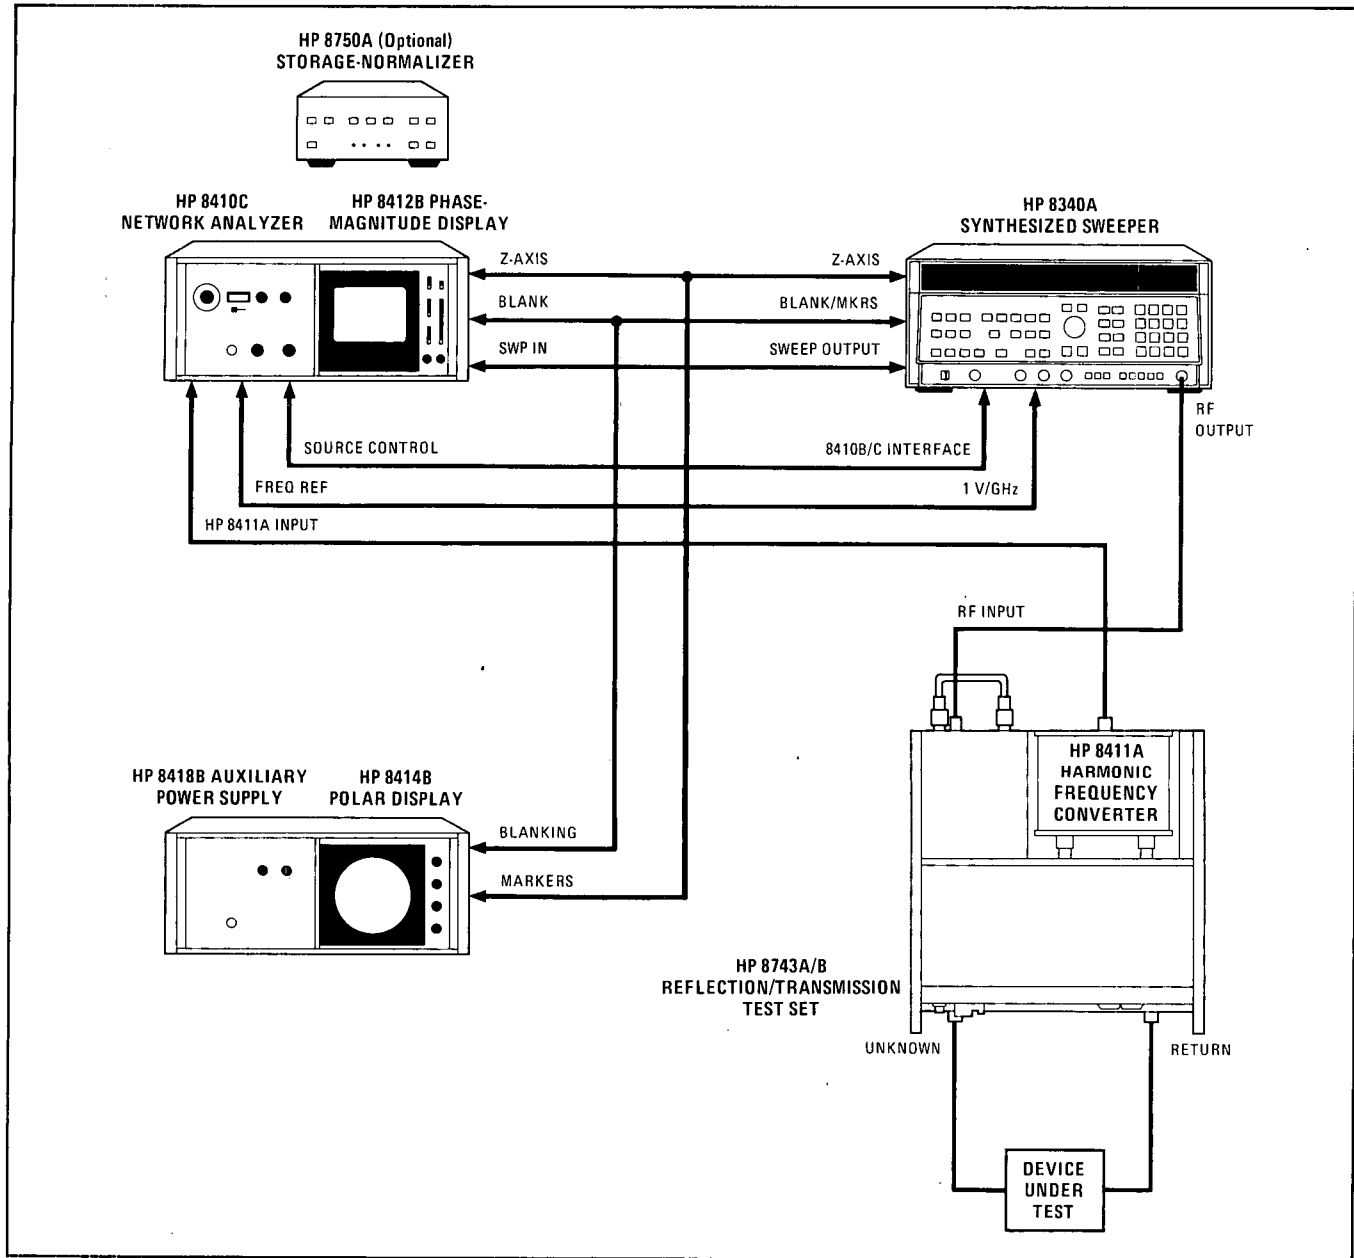 HP 8750A (Optional)
STORAGE-NORMALIZER
HP 8410C
NETWORK ANALYZER
HP 8412B PHASE-
MAGNITUDE DISPLAY
HP 8340A
SYNTHESIZED SWEEPER
Z-AXIS
Z-AXIS
BLANK
BLANK/MKRS
SWP IN
SWEEP OUTPUT
RF
OUTPUT
SOURCE CONTROL
8410B/C INTERFACE
FREQ REF
1 V/GHz
HP 8411A INPUT
RF INPUT
HP 8411A
HARMONIC
FREQUENCY
CONVERTER
HP 8418B AUXILIARY
POWER SUPPLY
HP 8414B
POLAR DISPLAY
BLANKING
MARKERS
HP 8743A/B
REFLECTION/TRANSMISSION
TEST SET
UNKNOWN
RETURN
DEVICE
UNDER
TEST